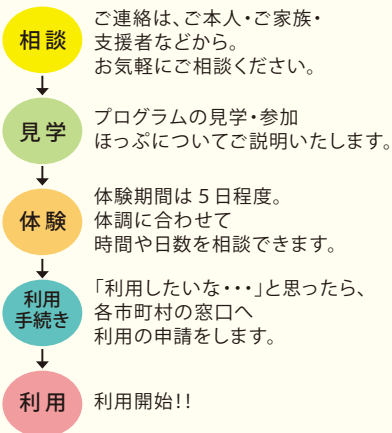 相談
ご連絡は、ご本人・ご家族・
支援者などから。
お気軽にご相談ください。
見学
プログラムの見学・参加
ほっぷについてご説明いたします。
体験
体験期間は5日程度。
体調に合わせて
時間や日数を相談できます。
利用
手続き
「利用したいな・・・」と思ったら、
各市町村の窓口へ
利用の申請をします。
利用
利用開始!!